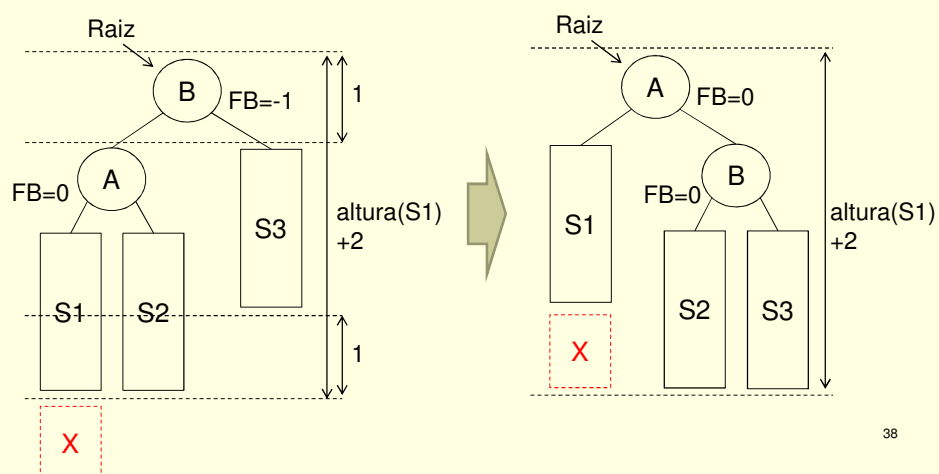 Raiz
B
FB=-1
1
A
FB=0
S3
altura(S1)
+2
S1
S2
1
X
Raiz
A
FB=0
B
FB=0
S1
altura(S1)
+2
S2
S3
X
38